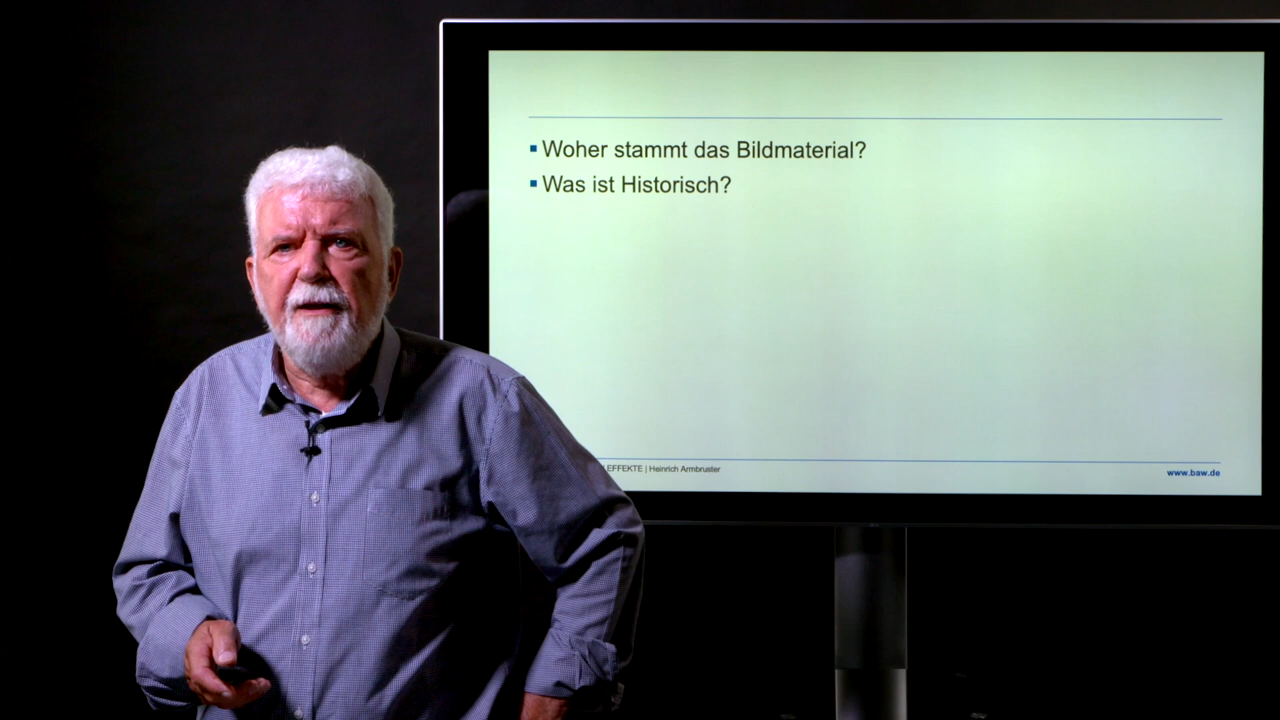 Woher stammt das Bildmaterial?
Was ist Historisch?
EFFEKTE | Heinrich Armbruster
www.baw.de